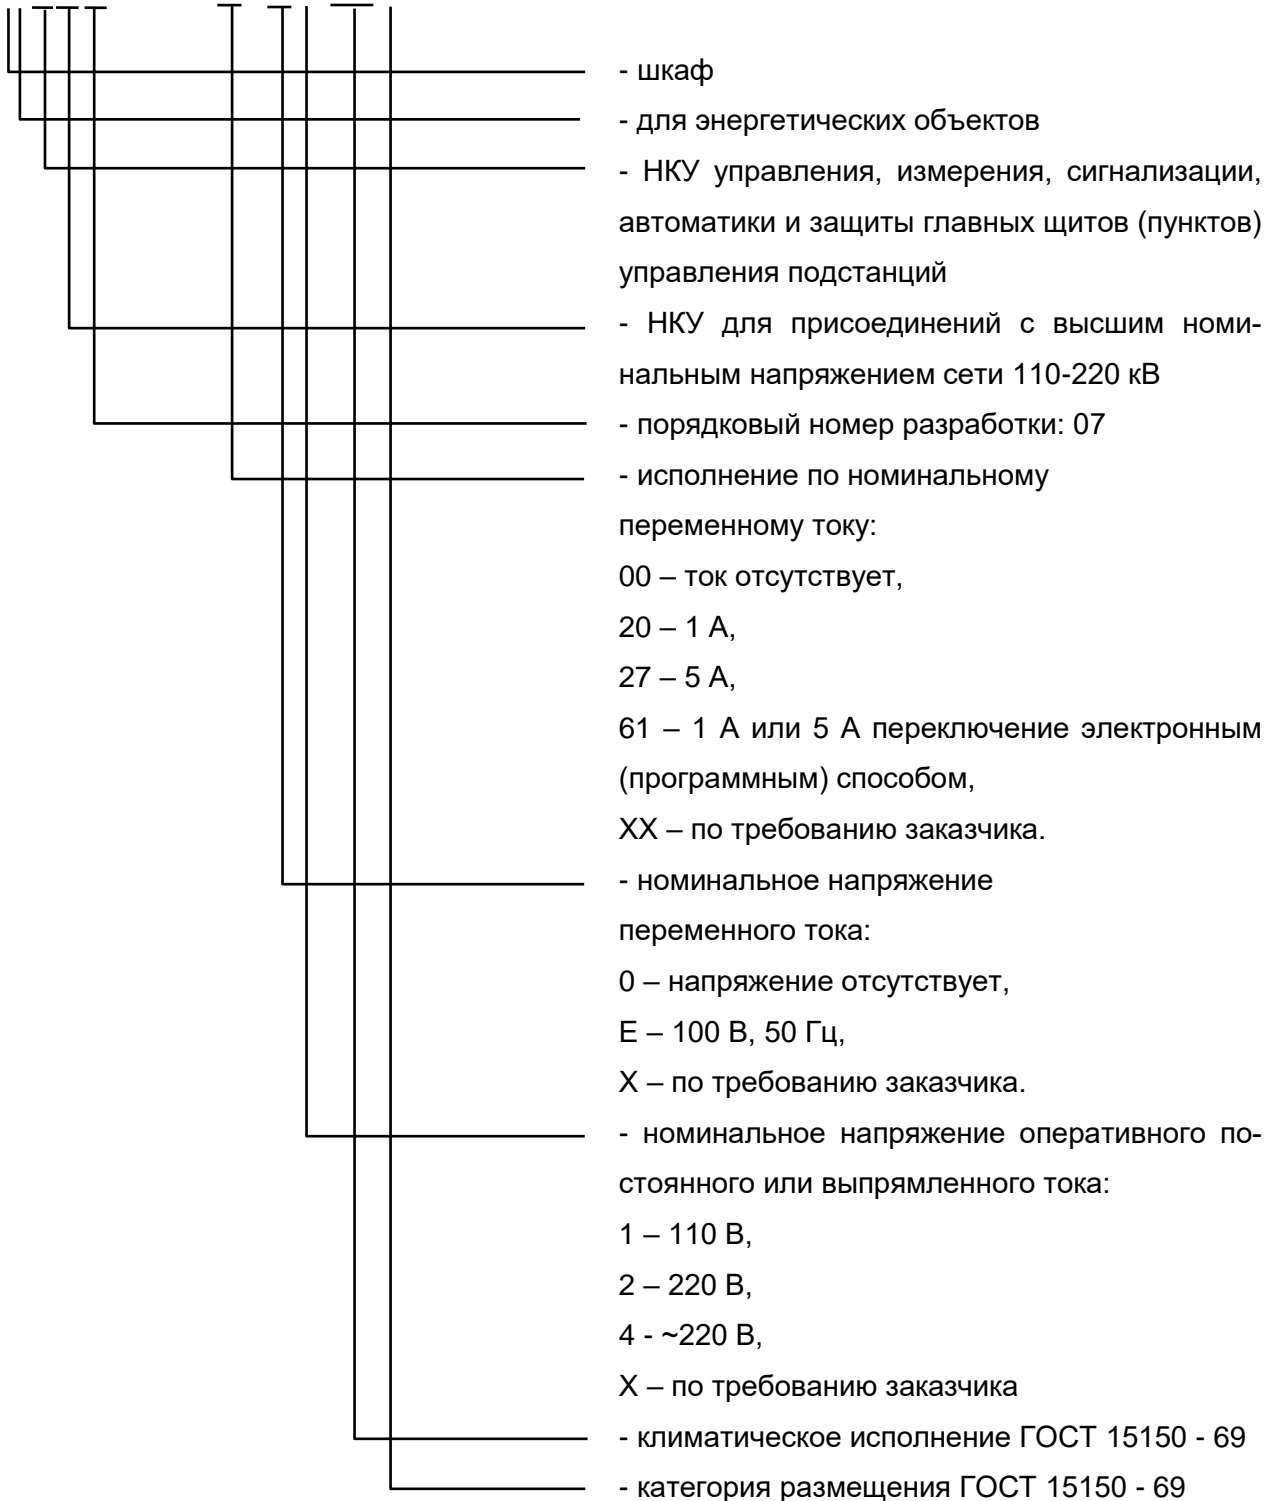 - шкаф
- для энергетических объектов
- НКУ управления, измерения, сигнализации,
автоматики и защиты главных щитов (пунктов)
управления подстанций
- НКУ для присоединений с высшим номи-
нальным напряжением сети 110-220 кВ
- порядковый номер разработки: 07
- исполнение по номинальному
переменному току:
00 – ток отсутствует,
20 – 1 А,
27 – 5 А,
61 – 1 А или 5 А переключение электронным
(программным) способом,
ХХ – по требованию заказчика.
- номинальное напряжение
переменного тока:
0 – напряжение отсутствует,
Е – 100 В, 50 Гц,
Х – по требованию заказчика.
- номинальное напряжение оперативного по-
стоянного или выпрямленного тока:
1 – 110 В,
2 – 220 В,
4 - ~220 В,
Х – по требованию заказчика
- климатическое исполнение ГОСТ 15150 - 69
- категория размещения ГОСТ 15150 - 69